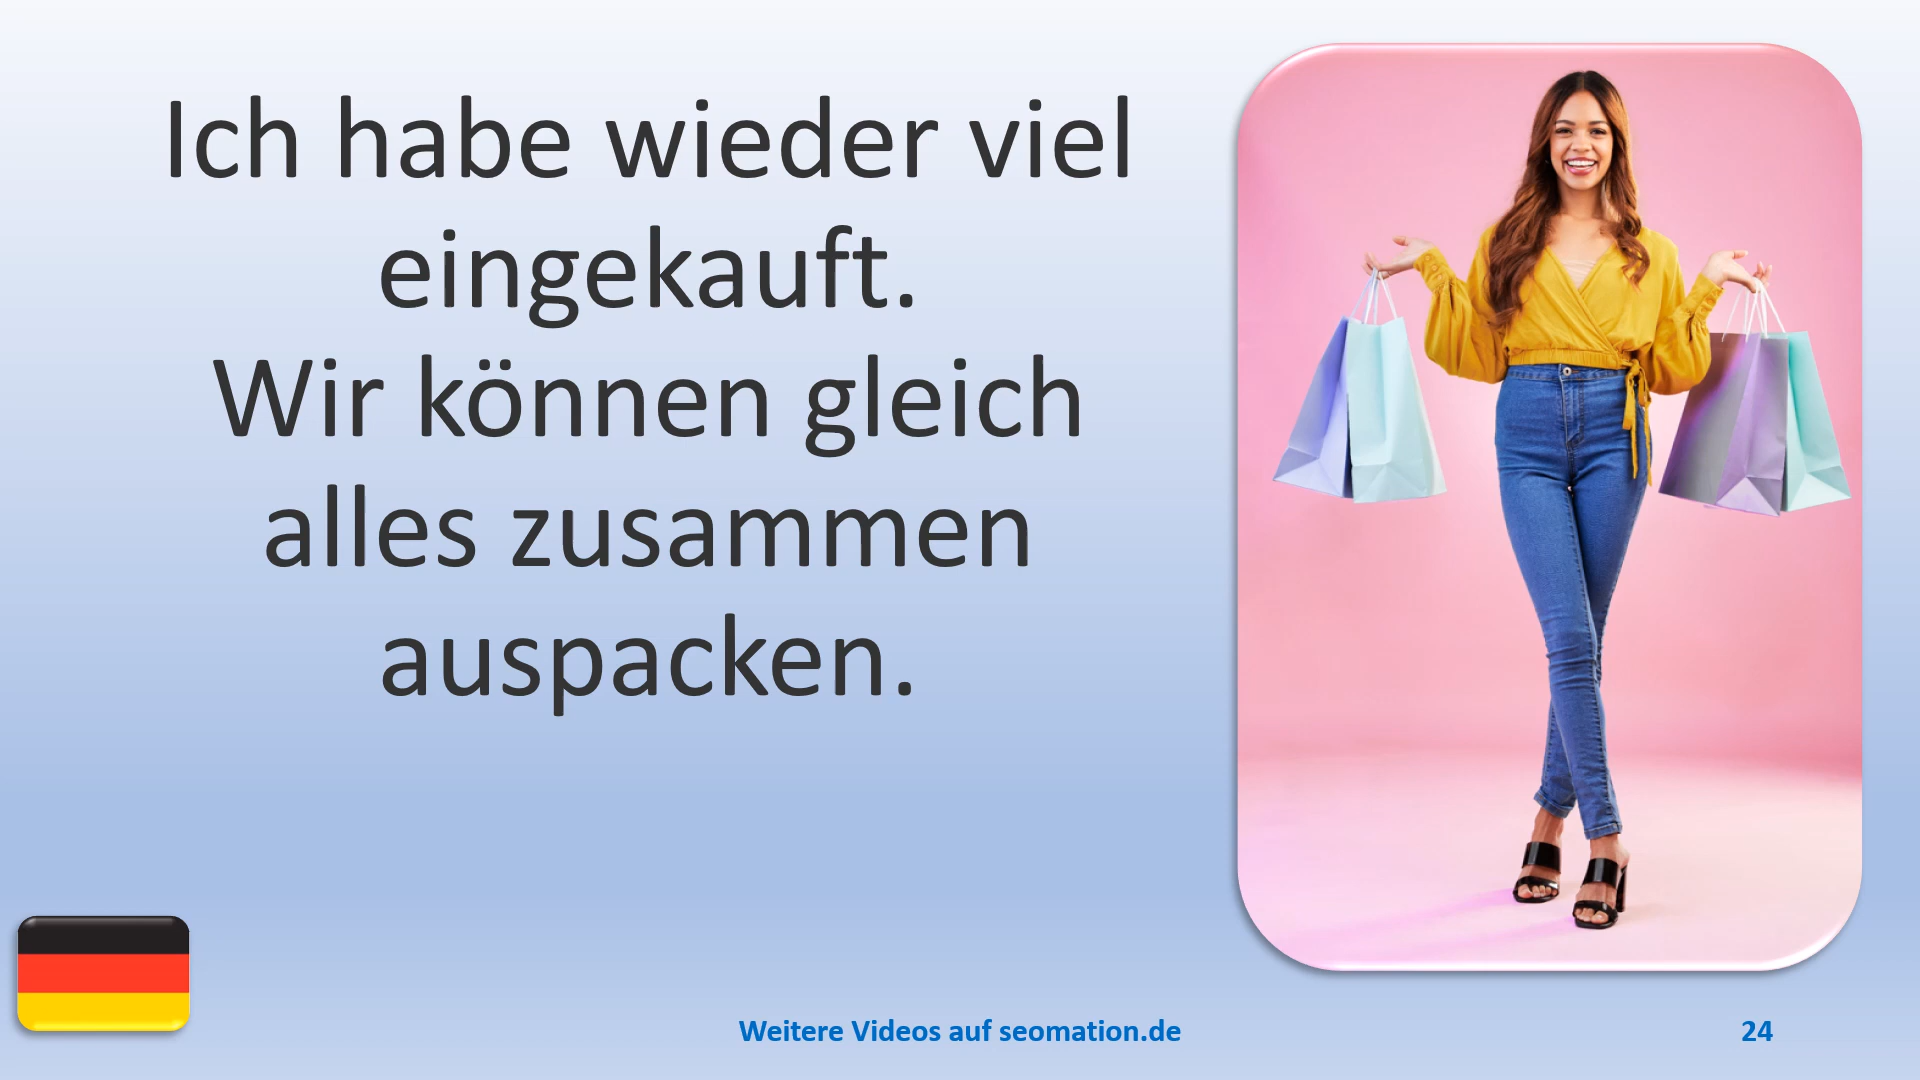 Ich habe wieder viel
eingekauft.
Wir können gleich
alles zusammen
auspacken.
Weitere Videos auf seomation.de
24